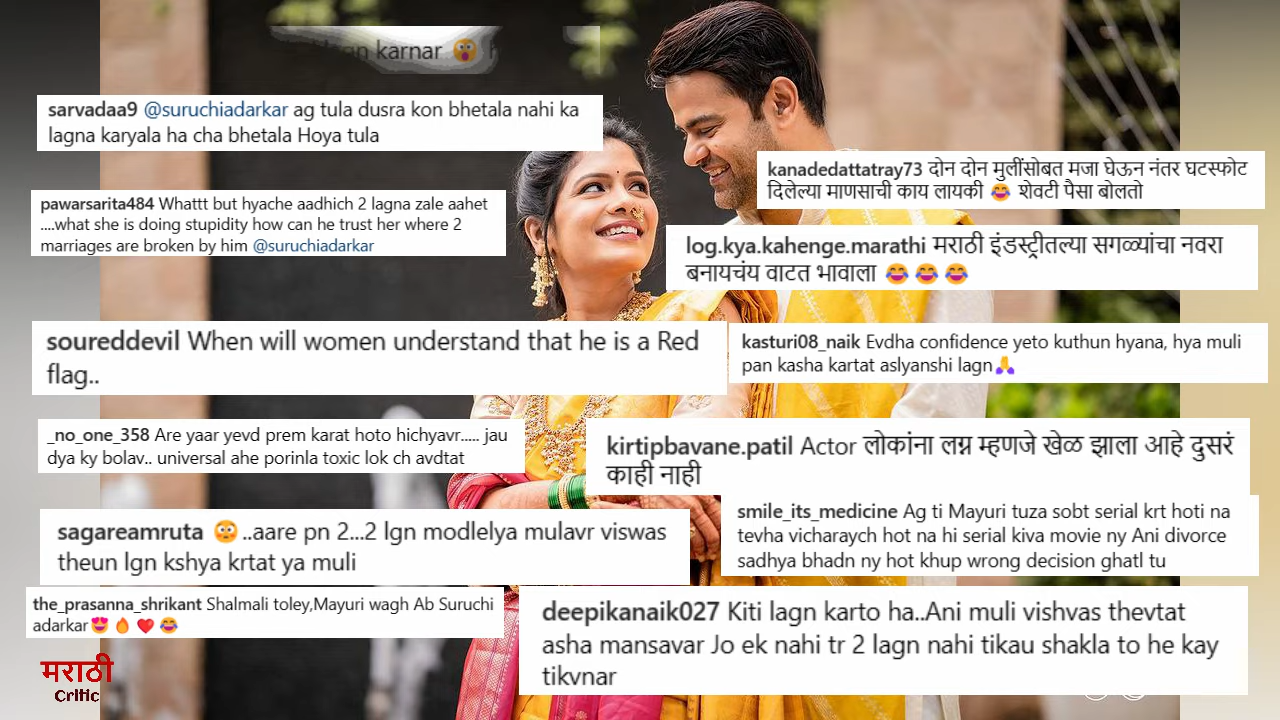 karnar 😲
sarvadaa9 @suruchiadarkar ag tula dusra kon bhetala nahi ka
lagna karyala ha cha bhetala Hoya tula
kanadedattatray73 दोन दोन मुलींसोबत मजा घेऊन नंतर घटस्फोट
दिलेल्या माणसाची काय लायकी 😂 शेवटी पैसा बोलतो
pawarsarita484 Whattt but hyache aadhich 2 lagna zale aahet
....what she is doing stupidity how can he trust her where 2
marriages are broken by him @suruchiadarkar
log.kya.kahenge.marathi मराठी इंडस्ट्रीतल्या सगळ्यांचा नवरा
बनायचंय वाटत भावाला 😂😂😂
soureddevil When will women understand that he is a Red
flag..
kasturi08_naik Evdha confidence yeto kuthun hyana, hya muli
pan kasha kartat aslyanshi lagn🙏
_no_one_358 Are yaar yevd prem karat hoto hichyavr..... jau
dya ky bolav.. universal ahe porinla toxic lok ch avdtat
kirtipbavane.patil Actor लोकांना लग्न म्हणजे खेळ झाला आहे दुसरं
काही नाही
smile_its_medicine Ag ti Mayuri tuza sobt serial krt hoti na
tevha vicharaych hot na hi serial kiva movie ny Ani divorce
sadhya bhadn ny hot khup wrong decision ghatl tu
sagareamruta 😳..aare pn 2...2 lgn modlelya mulavr viswas
theun lgn kshya krtat ya muli
the_prasanna_shrikant Shalmali toley,Mayuri wagh Ab Suruchi
adarkar😍🔥❤️😂
deepikanaik027 Kiti lagn karto ha..Ani muli vishvas thevtat
asha mansavar Jo ek nahi tr 2 lagn nahi tikau shakla to he kay
tikvnar
मराठी
Critic